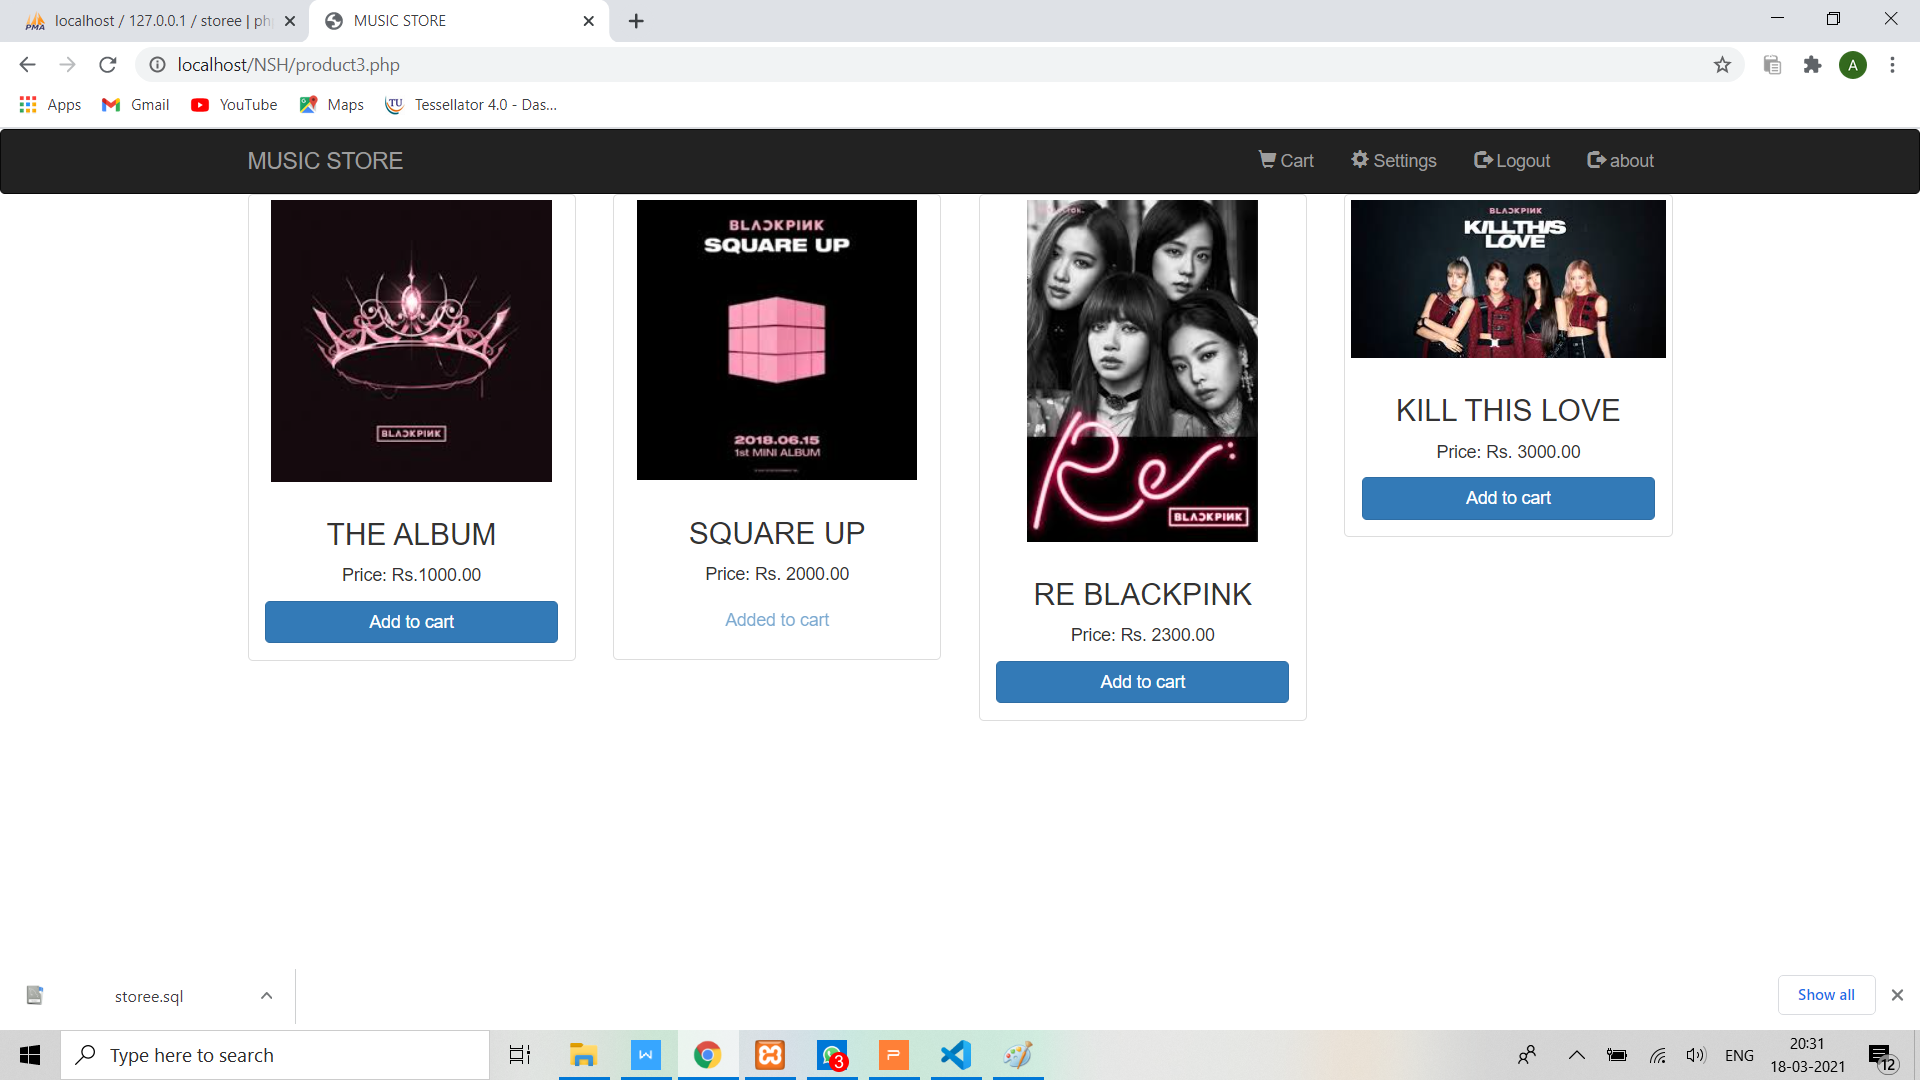 localhost / 127.0.0.1 / storee | ph
MUSIC STORE
localhost/NSH/product3.php
A
Apps
Gmail
YouTube
Maps
TU
Tessellator 4.0 - Das...
MUSIC STORE
Cart
Settings
Logout
about
BLACKPINK
THE ALBUM
Price: Rs.1000.00
Add to cart
BLACKPINK
SQUARE UP
2018.06.15
1st MINI ALBUM
SQUARE UP
Price: Rs. 2000.00
Added to cart
Re:
BLACKPINK
RE BLACKPINK
Price: Rs. 2300.00
Add to cart
BLACKPINK
KILL THIS
LOVE
KILL THIS LOVE
Price: Rs. 3000.00
Add to cart
storee.sql
Show all
Type here to search
W
3
P
ENG
20:31
18-03-2021
12